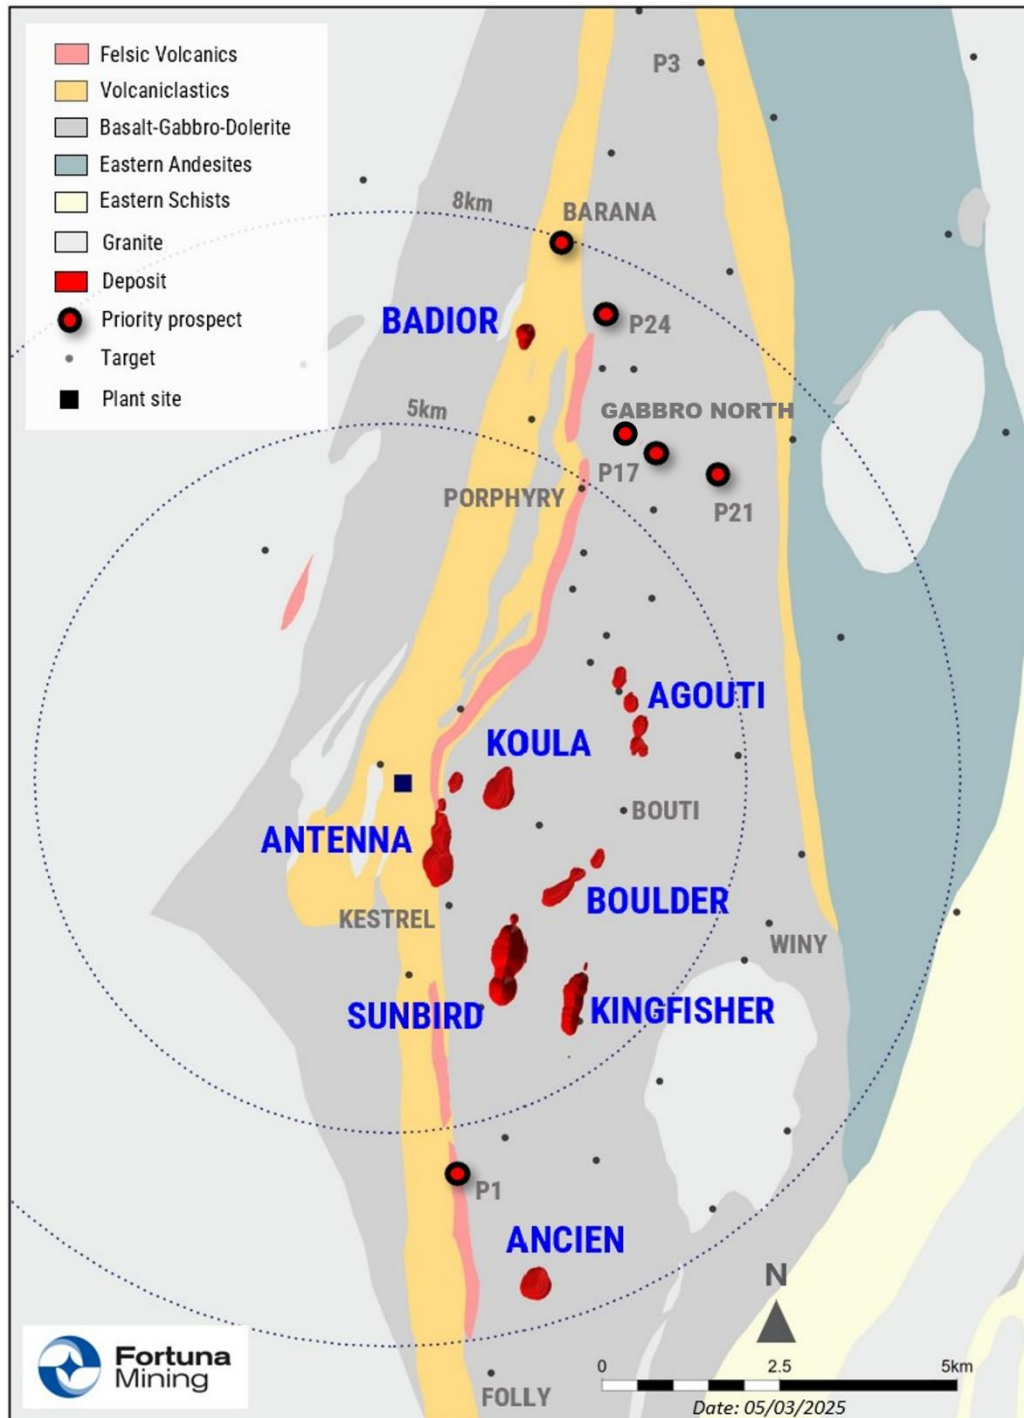 Felsic Volcanics
Volcaniclastics
Basalt-Gabbro-Dolerite
Eastern Andesites
Eastern Schists
Granite
Deposit
Priority prospect
Target
Plant site
P3
8km
BARANA
BADIOR
P24
5km
GABBRO NORTH
P17
PORPHYRY
P21
AGOUTI
KOULA
BOUTI
ANTENNA
BOULDER
KESTREL
WINY
SUNBIRD
KINGFISHER
P1
ANCIEN
N
Fortuna
Mining
0 2.5 5km
FOLLY
Date: 05/03/2025